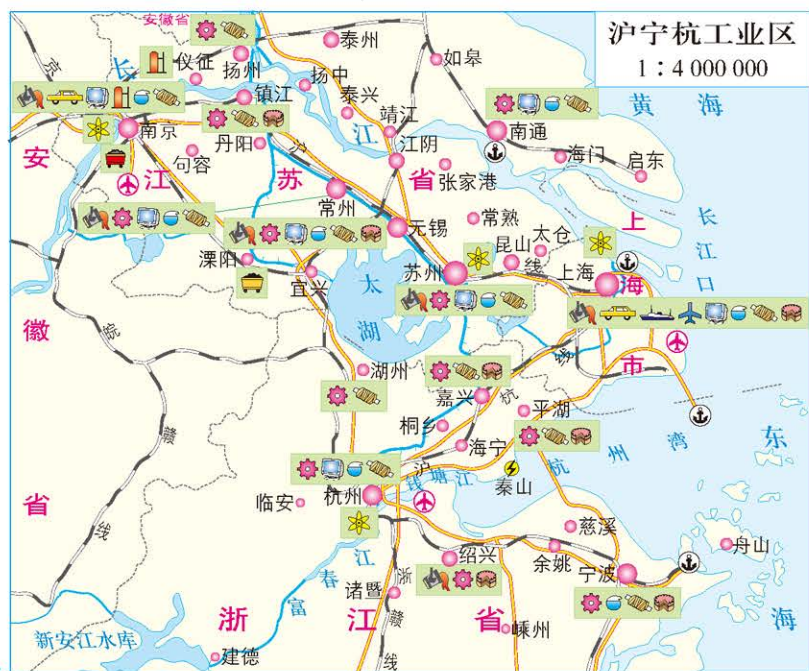 沪宁杭工业区
1∶4 000 000
安徽省
泰州
如皋
京
长
仪征
扬州
扬中
黄海
镇江
泰兴
靖江
南京
丹阳
江
南通
沪
江阴
海门
安
句容
江
苏
省
张家港
启东
常州
常熟
上
长江口
无锡
昆山
太仓
溧阳
苏州
线
上海
海
宜兴
太
湖
徽
皖
市
线
湖州
嘉兴
杭
平湖
桐乡
杭州湾
东
赣
海宁
沪
钱塘江
秦山
省
杭州
临安
线
慈溪
江
绍兴
余姚
舟山
春
浙
宁波
诸暨
富
浙
江
省
赣
海
新安江水库
嵊州
建德
线